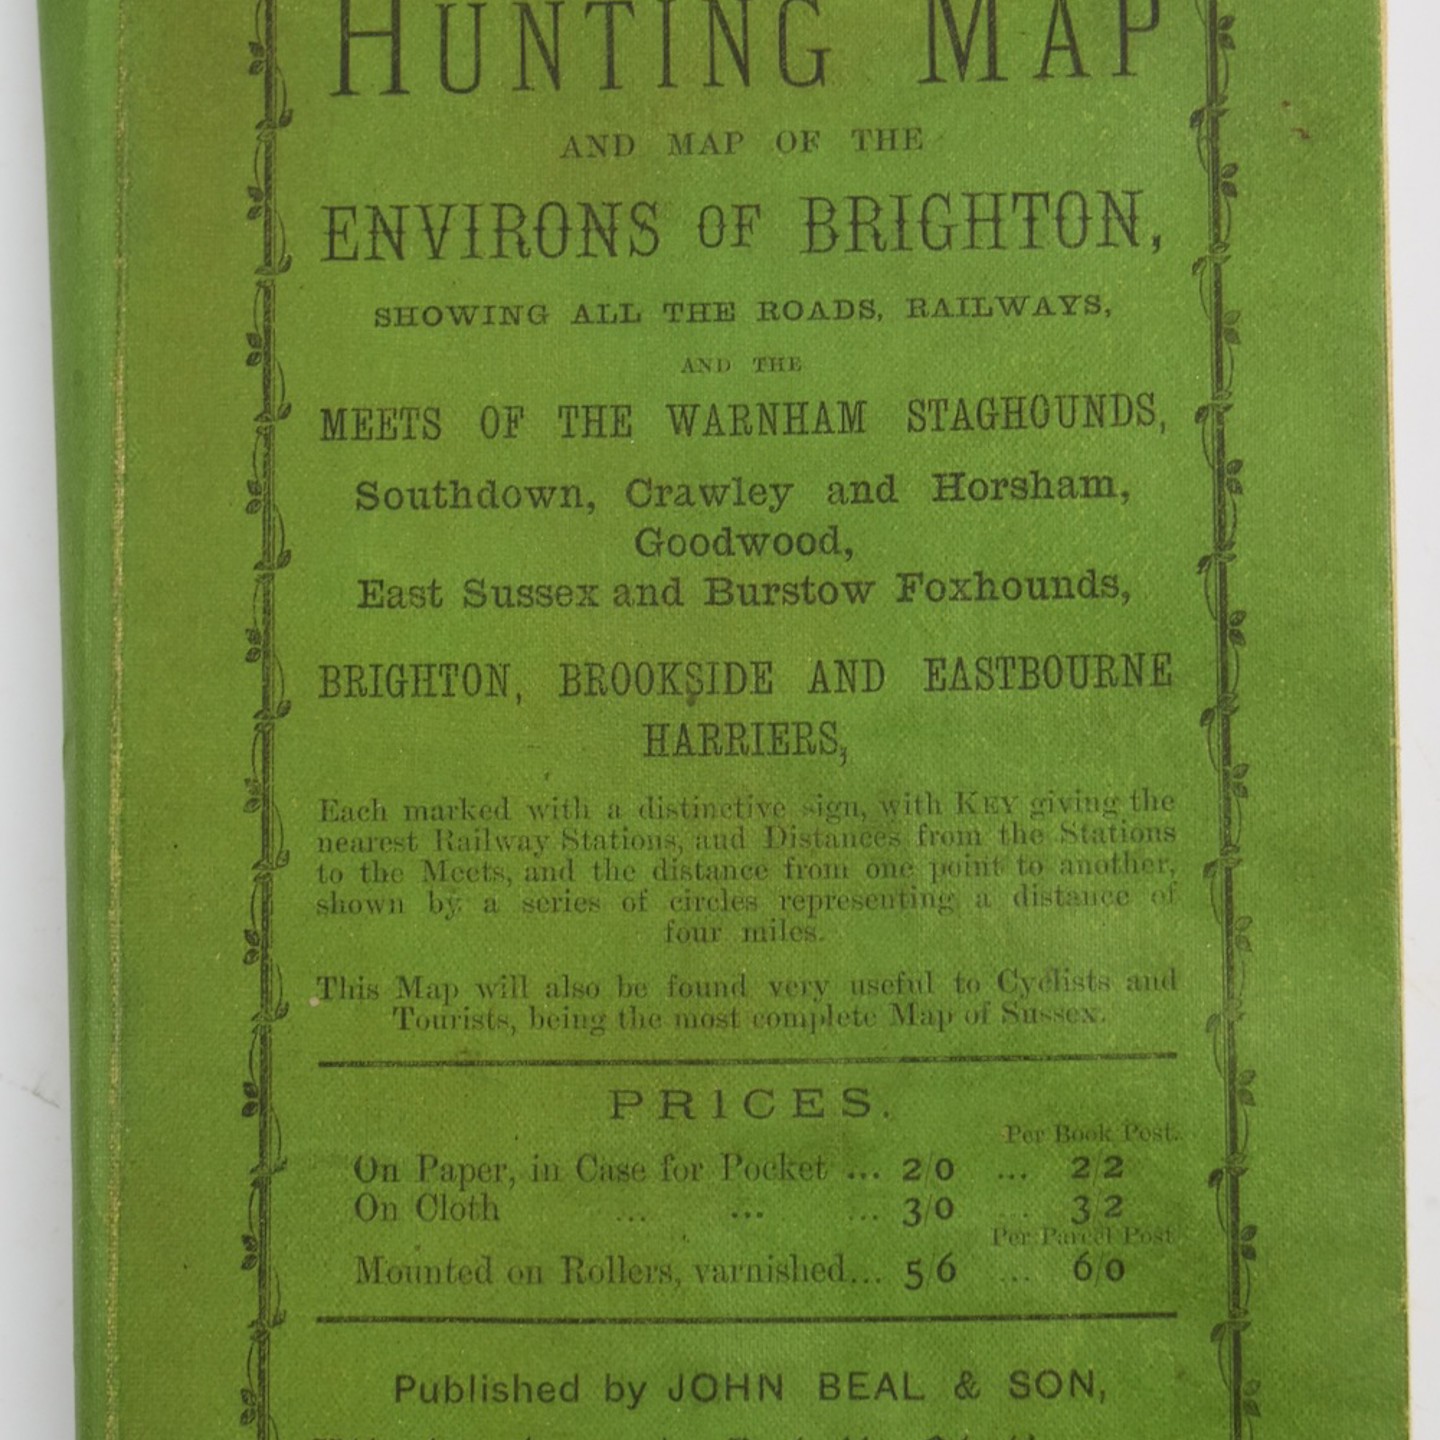 HUNTING MAP
AND MAP OF THE
ENVIRONS OF BRIGHTON,
SHOWING ALL THE ROADS, RAILWAYS,
AND THE
MEETS OF THE WARNHAM STAGHOUNDS,
Southdown, Crawley and Horsham,
Goodwood,
East Sussex and Burstow Foxhounds,
BRIGHTON, BROOKSIDE AND EASTBOURNE
HARRIERS,
Each marked with a distinctive sign, with KEY giving the
nearest Railway Stations, and Distances from the Stations
to the Meets, and the distance from one point to another,
shown by a series of circles representing a distance of
four miles.
This Map will also be found very useful to Cyclists and
Tourists, being the most complete Map of Sussex.
PRICES.
Per Book Post.
On Paper, in Case for Pocket ... 2/0 ... 2/2
On Cloth ... ... ... 3/0 ... 3/2
Per Parcel Post
Mounted on Rollers, varnished... 5/6 ... 6/0
Published by JOHN BEAL & SON,